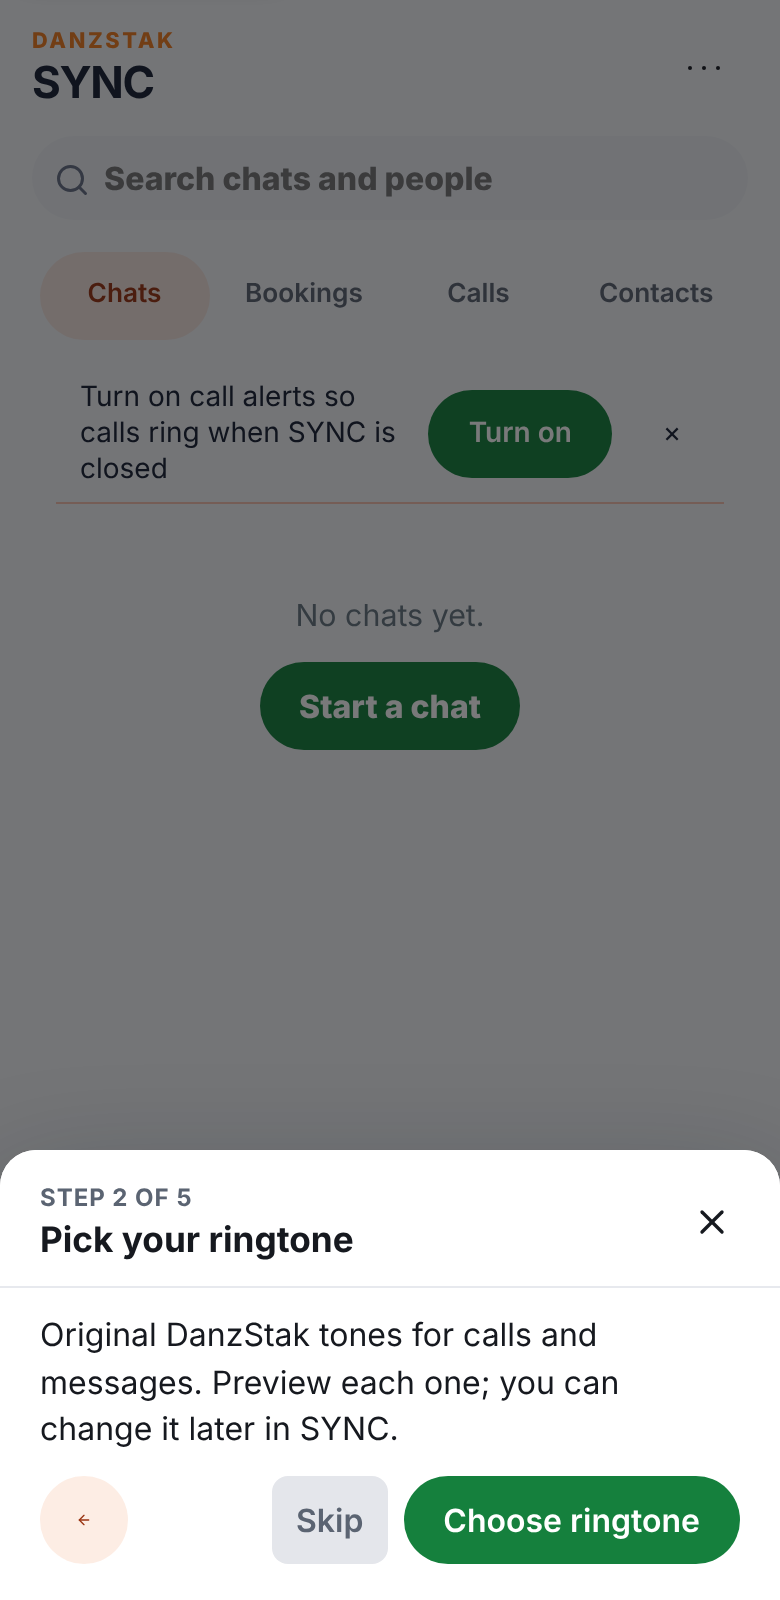 DANZSTAK
SYNC
...
Search chats and people
Chats
Bookings
Calls
Contacts
Turn on call alerts so
calls ring when SYNC is
closed
Turn on
No chats yet.
Start a chat
STEP 2 OF 5
Pick your ringtone
Original DanzStak tones for calls and
messages. Preview each one; you can
change it later in SYNC.
Skip
Choose ringtone